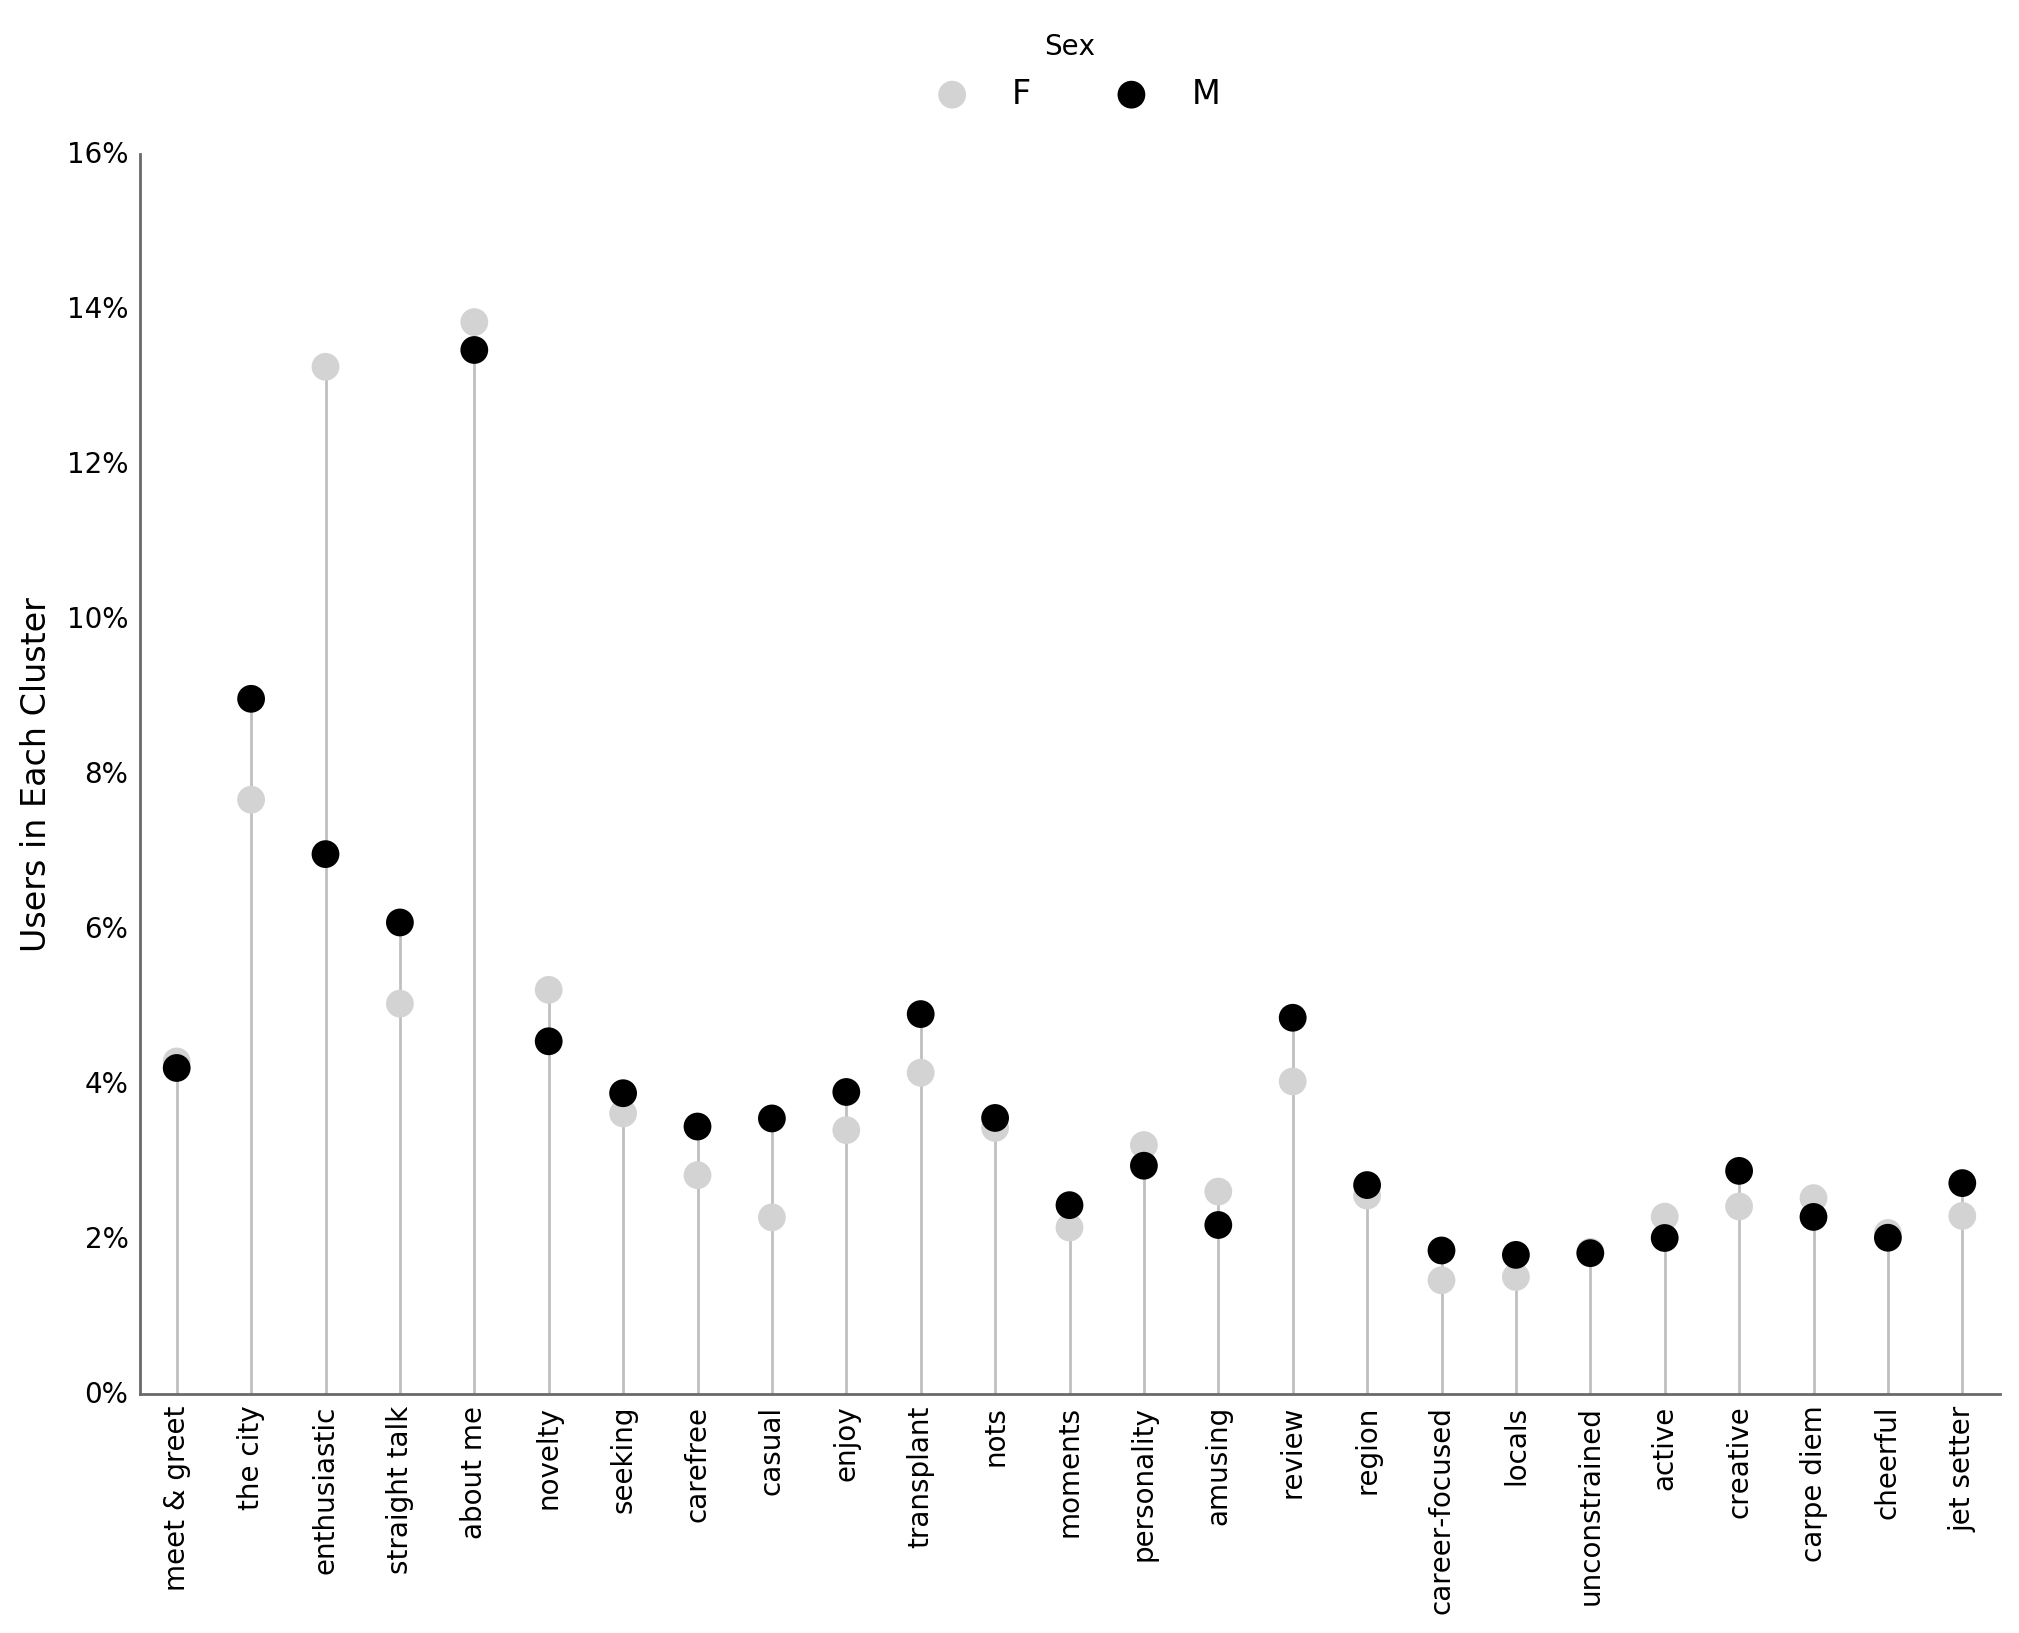 Sex
F M
16%
14%
12%
10%
8%
6%
4%
2%
0%
Users in Each Cluster
meet & greet
the city
enthusiastic
straight talk
about me
novelty
seeking
carefree
casual
enjoy
transplant
nots
moments
personality
amusing
review
region
career-focused
locals
unconstrained
active
creative
carpe diem
cheerful
jet setter